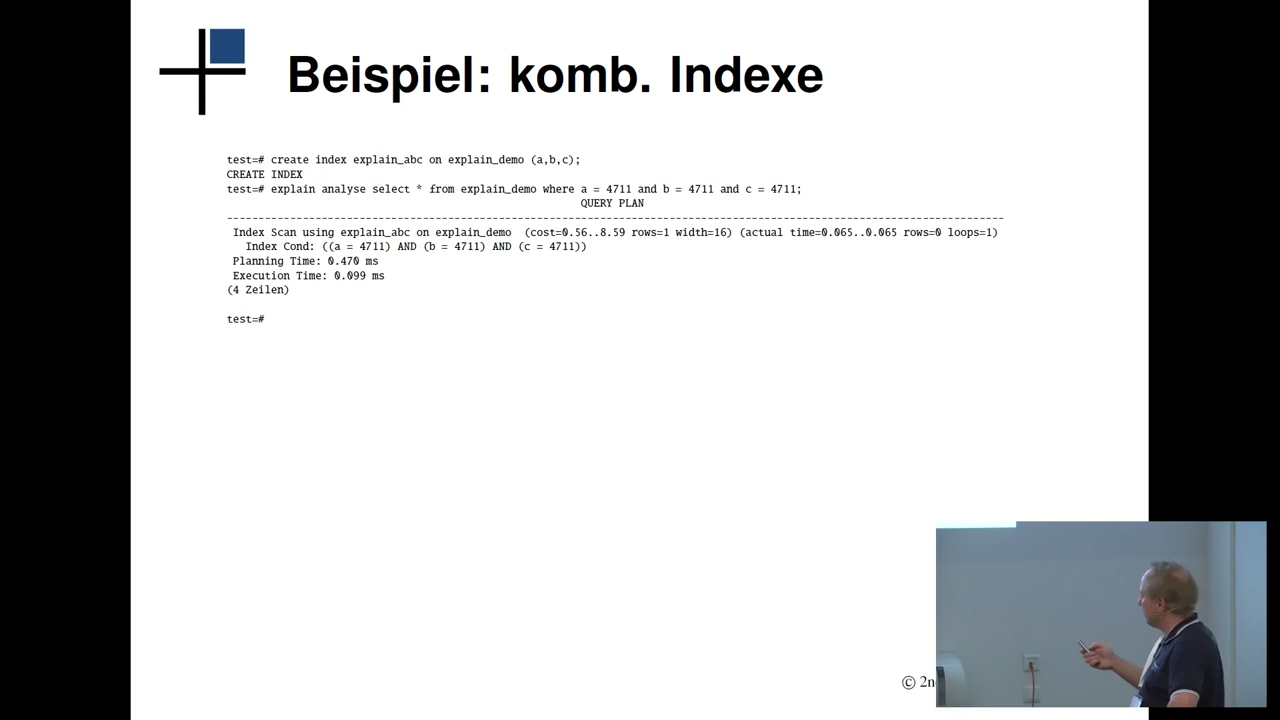 Beispiel: komb. Indexe
test=# create index explain_abc on explain_demo (a,b,c);
CREATE INDEX
test=# explain analyse select * from explain_demo where a = 4711 and b = 4711 and c = 4711;
QUERY PLAN
----------------------------------------------------------------------------------------------------------------------------
Index Scan using explain_abc on explain_demo  (cost=0.56..8.59 rows=1 width=16) (actual time=0.065..0.065 rows=0 loops=1)
Index Cond: ((a = 4711) AND (b = 4711) AND (c = 4711))
Planning Time: 0.470 ms
Execution Time: 0.099 ms
(4 Zeilen)
test=#
©